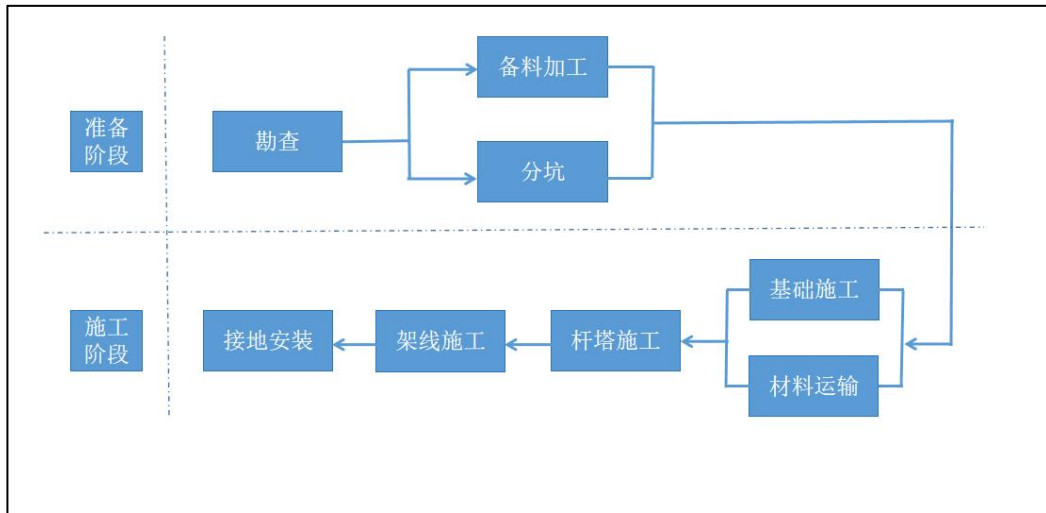 备料加工
准备
阶段
勘查
分坑
基础施工
施工
阶段
接地安装
架线施工
杆塔施工
材料运输